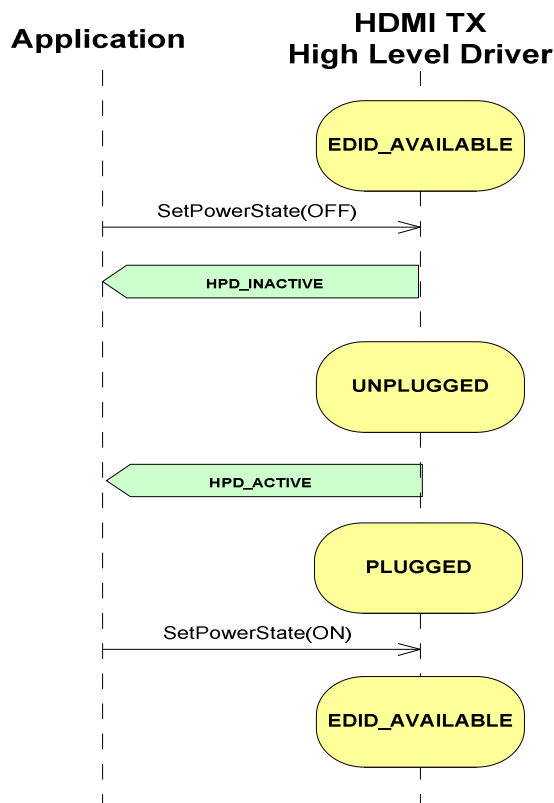 Application
HDMI TX
High Level Driver
EDID_AVAILABLE
SetPowerState(OFF)
HPD_INACTIVE
UNPLUGGED
HPD_ACTIVE
PLUGGED
SetPowerState(ON)
EDID_AVAILABLE